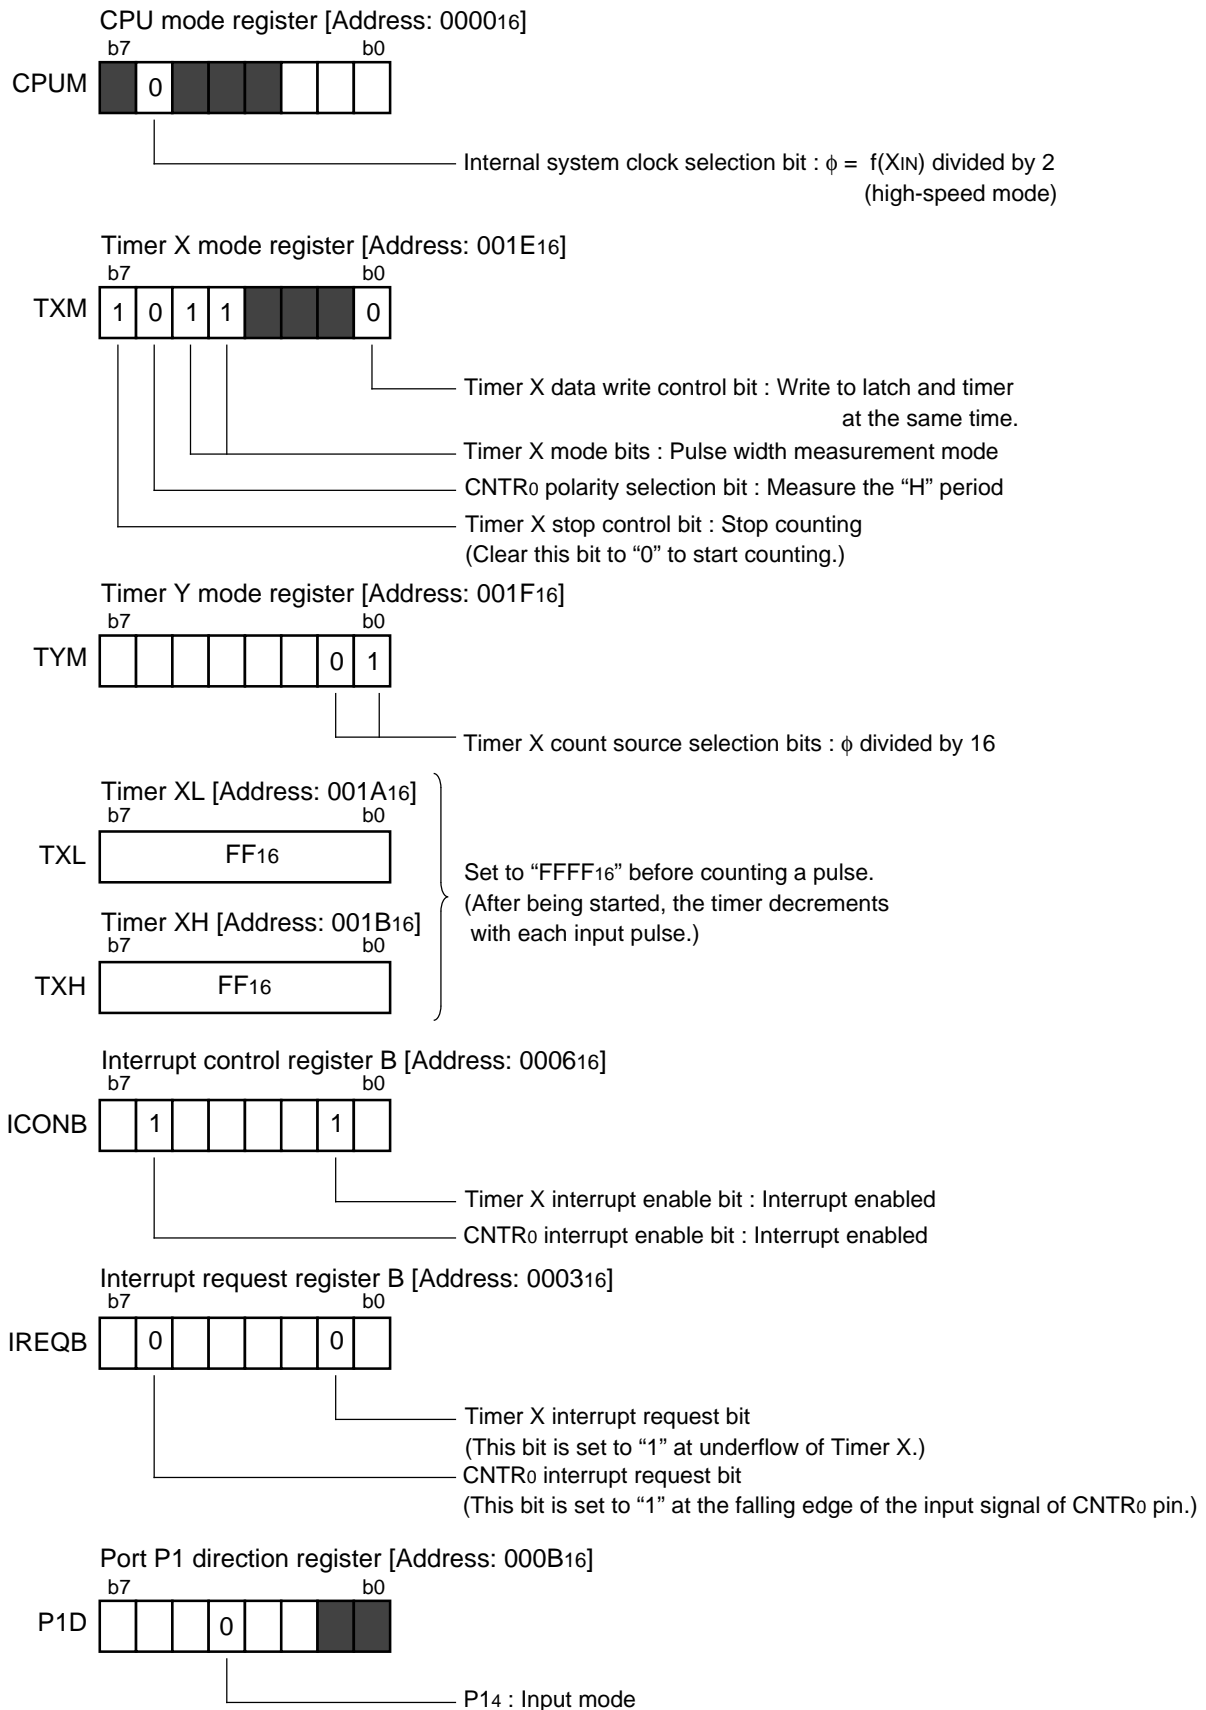 CPU mode register [Address: 000016]
b7 b0
CPUM 0
Internal system clock selection bit : ϕ = f(XIN) divided by 2
(high-speed mode)
Timer X mode register [Address: 001E16]
b7 b0
TXM 1 0 1 1 0
Timer X data write control bit : Write to latch and timer
at the same time.
Timer X mode bits : Pulse width measurement mode
CNTR0 polarity selection bit : Measure the “H” period
Timer X stop control bit : Stop counting
(Clear this bit to “0” to start counting.)
Timer Y mode register [Address: 001F16]
b7 b0
TYM 0 1
Timer X count source selection bits : ϕ divided by 16
Timer XL [Address: 001A16]
b7 b0
TXL FF16
Set to “FFFF16” before counting a pulse.
(After being started, the timer decrements
with each input pulse.)
Timer XH [Address: 001B16]
b7 b0
TXH FF16
Interrupt control register B [Address: 000616]
b7 b0
ICONB 1 1
Timer X interrupt enable bit : Interrupt enabled
CNTR0 interrupt enable bit : Interrupt enabled
Interrupt request register B [Address: 000316]
b7 b0
IREQB 0 0
Timer X interrupt request bit
(This bit is set to “1” at underflow of Timer X.)
CNTR0 interrupt request bit
(This bit is set to “1” at the falling edge of the input signal of CNTR0 pin.)
Port P1 direction register [Address: 000B16]
b7 b0
P1D 0
P14 : Input mode